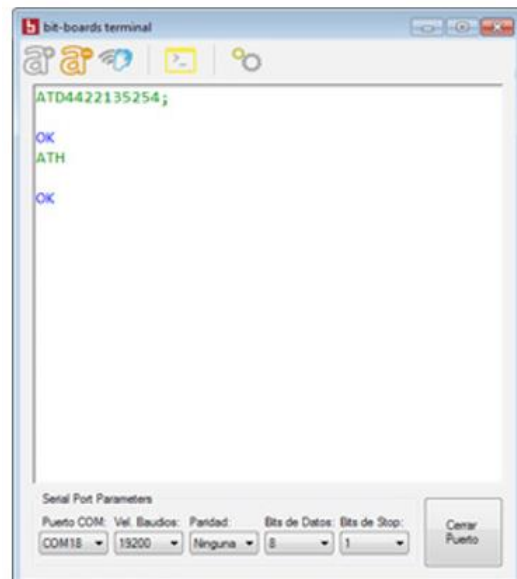 bit-boards terminal
ATD4422135254;
OK
ATH
OK
Serial Port Parameters
Puerto COM: Vel. Baudios: Paridad: Bits de Datos: Bits de Stop:
COM18 19200 Ninguna 8 1
Cerrar
Puerto